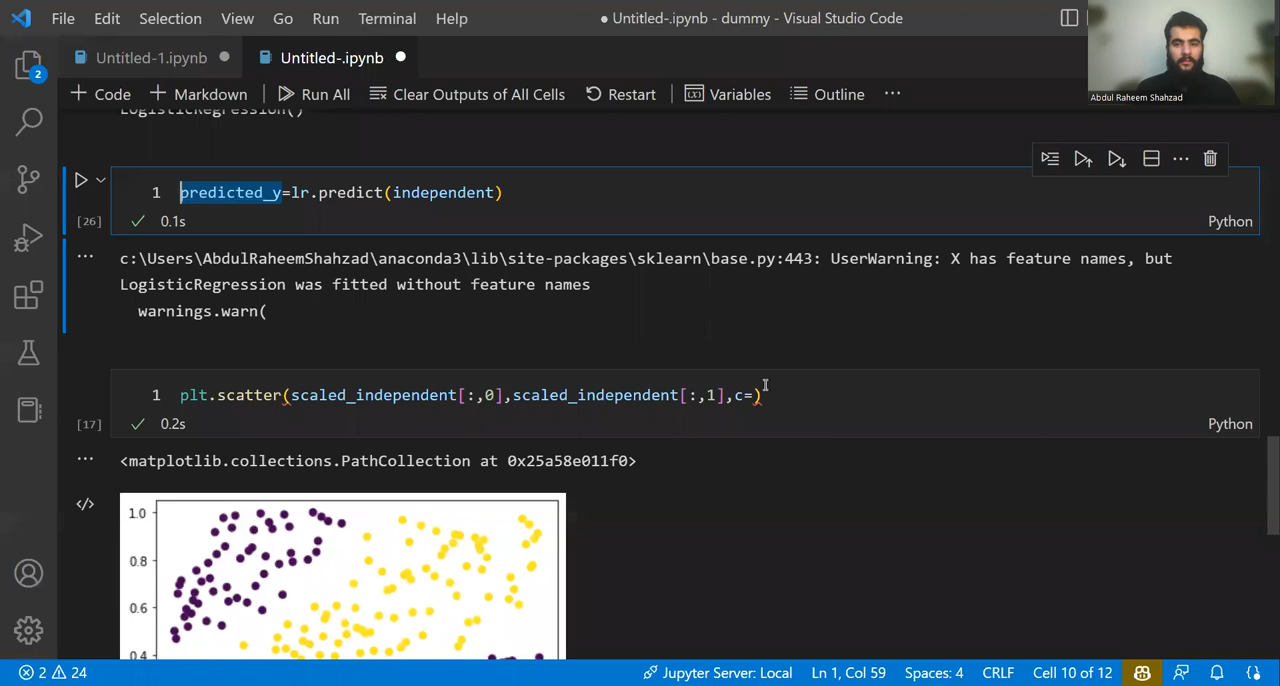 File Edit Selection View Go Run Terminal Help ● Untitled-.ipynb - dummy - Visual Studio Code
Untitled-1.ipynb Untitled-.ipynb
2
+ Code + Markdown Run All Clear Outputs of All Cells Restart Variables Outline ...
Abdul Raheem Shahzad
LogisticRegression()
1 predicted_y=lr.predict(independent)
[26] 0.1s Python
... c:\Users\AbdulRaheemShahzad\anaconda3\lib\site-packages\sklearn\base.py:443: UserWarning: X has feature names, but
LogisticRegression was fitted without feature names
warnings.warn(
1 plt.scatter(scaled_independent[:,0],scaled_independent[:,1],c=)
[17] 0.2s Python
... <matplotlib.collections.PathCollection at 0x25a58e011f0>
1.0
0.8
0.6
0.4
2 24 Jupyter Server: Local Ln 1, Col 59 Spaces: 4 CRLF Cell 10 of 12